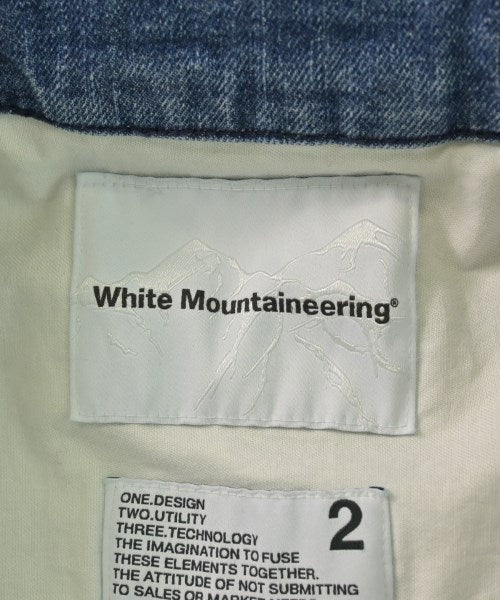 White Mountaineering®
ONE.DESIGN
TWO.UTILITY
THREE.TECHNOLOGY
THE IMAGINATION TO FUSE
THESE ELEMENTS TOGETHER.
THE ATTITUDE OF NOT SUBMITTING
TO SALES OR MARKET
2